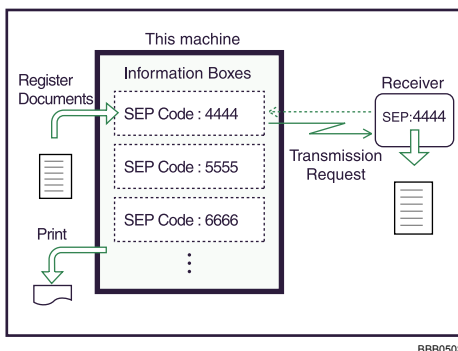 This machine
Register
Documents
Information Boxes
SEP Code : 4444
SEP Code : 5555
SEP Code : 6666
Print
Receiver
SEP:4444
Transmission
Request